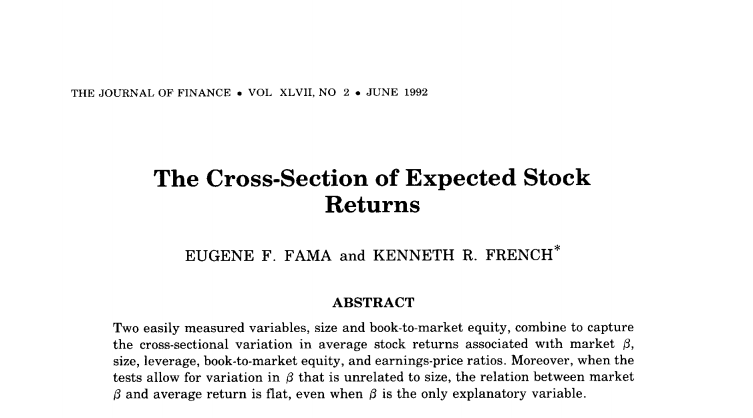 THE JOURNAL OF FINANCE • VOL XLVII, NO 2 • JUNE 1992
The Cross-Section of Expected Stock
Returns
EUGENE F. FAMA and KENNETH R. FRENCH*
ABSTRACT
Two easily measured variables, size and book-to-market equity, combine to capture
the cross-sectional variation in average stock returns associated with market β,
size, leverage, book-to-market equity, and earnings-price ratios. Moreover, when the
tests allow for variation in β that is unrelated to size, the relation between market
β and average return is flat, even when β is the only explanatory variable.